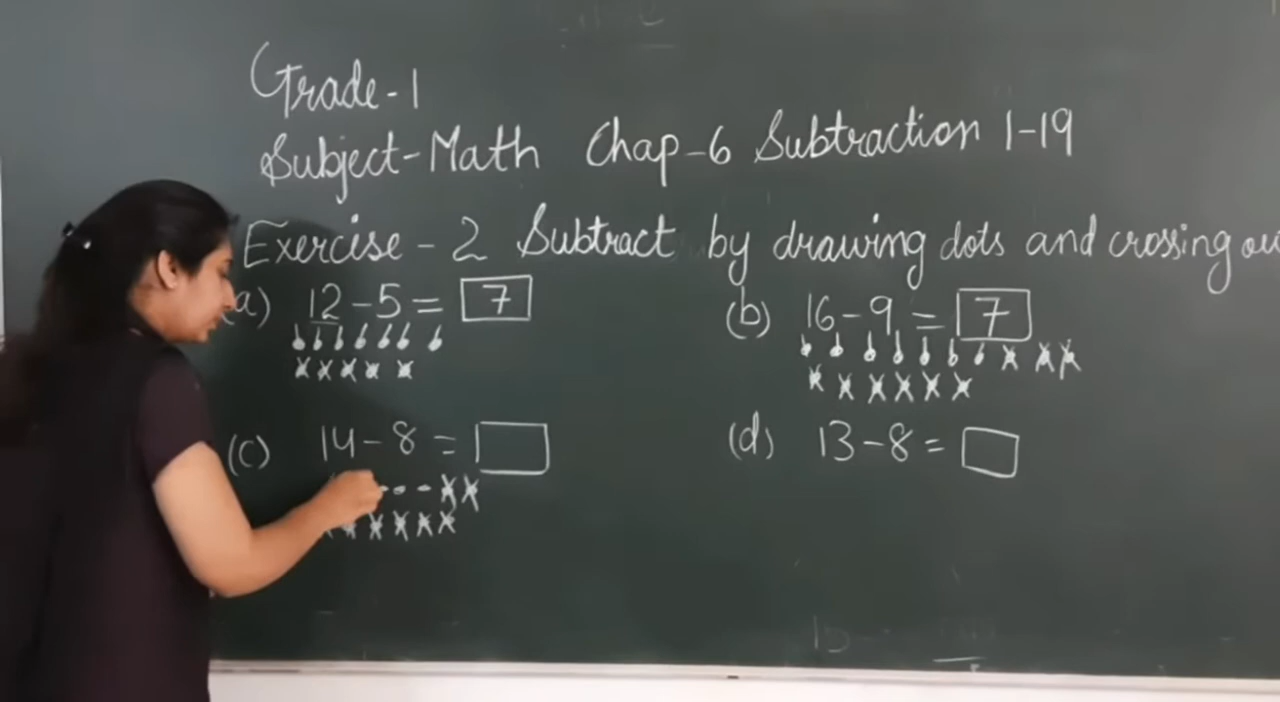 Grade-1
Subject-Math Chap-6 Subtraction 1-19
Exercise-2 Subtract by drawing dots and crossing ou
(a) 12-5=7
(b) 16-9=7
(c) 14-8=
(d) 13-8=